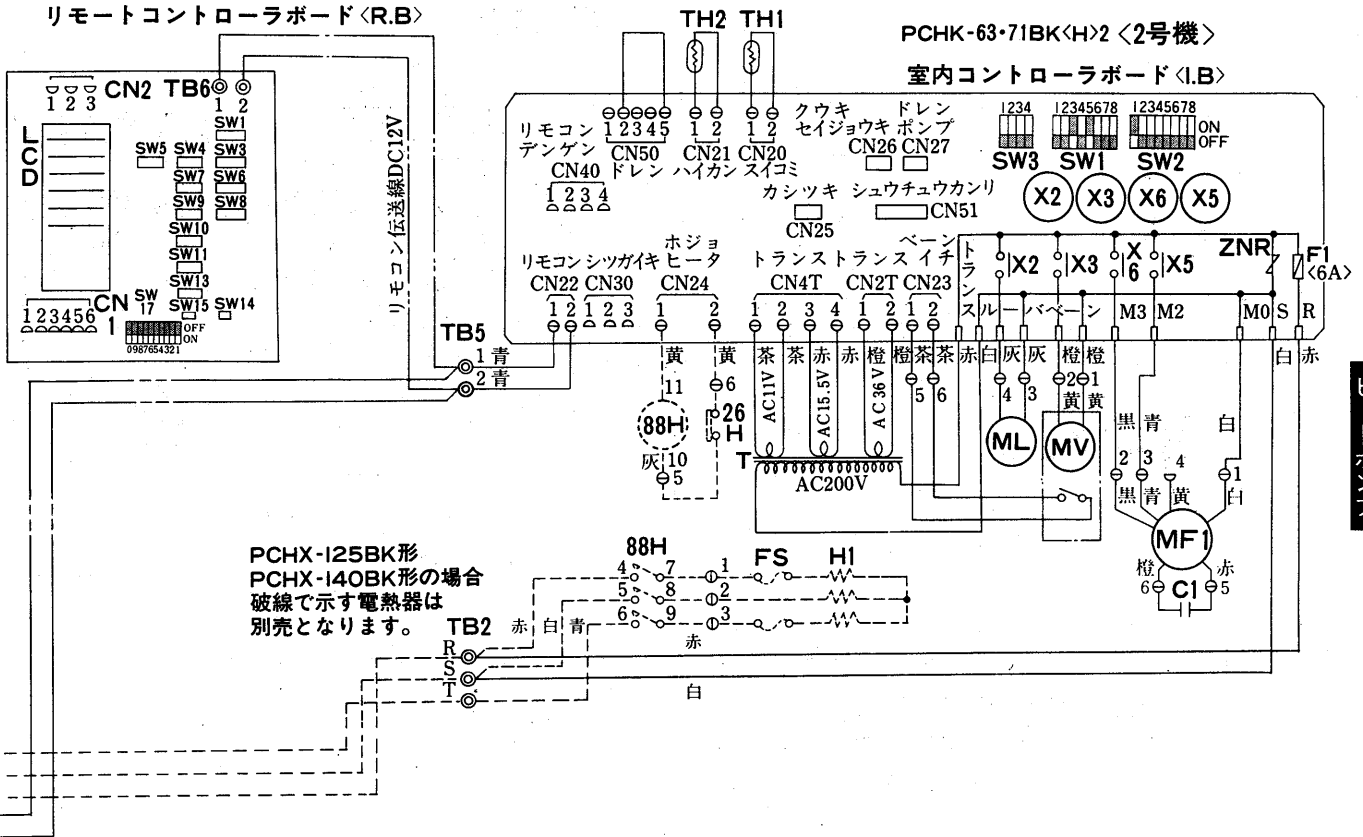 リモートコントローラボード〈R.B〉
CN2
TB6
1 2 3
1 2
LCD
SW1
SW5 SW4 SW3
SW7 SW6
SW9 SW8
SW10
SW11
SW13
SW15 SW14
SW17
CN1
123456
OFF
ON
0987654321
リモコン伝送線DC12V
TB5
1 青
2 青
TH2 TH1
PCHK-63・71BK〈H〉2〈2号機〉
室内コントローラボード〈I.B〉
リモコンデンゲン
CN40
1 2 3 4
12345
CN50
ドレン
1 2
CN21
ハイカン
1 2
CN20
スイコミ
クウキセイジョウキ
CN26
ドレンポンプ
CN27
カシツキ
CN25
シュウチュウカンリ
CN51
1234
SW3
12345678
SW1
12345678
SW2
ON
OFF
X2 X3 X6 X5
リモコン
CN22
1 2
シツガイキ
CN30
1 2 3
ホジョヒータ
CN24
1 2
トランス
CN4T
1 2 3 4
トランス
CN2T
1 2
ベーンイチ
CN23
1 2
トランス
ルーバ
ベーン
X2 X3 X6 X5
ZNR
F1
〈6A〉
M3 M2 M0 S R
黄 黄 茶 茶 赤 赤 橙 橙 茶 茶 赤 白 灰 灰 橙 橙 白 赤
11
88H
灰 10
5
6
26H
AC11V
AC15.5V
AC36V
T
AC200V
5 6
4 3
ML
2 1
黄 黄
MV
黒 青 白
2 3 4 1
黒 青 黄 白
MF1
橙 赤
6 C1 5
PCHX-125BK形
PCHX-140BK形の場合
破線で示す電熱器は
別売となります。
88H
FS
H1
4 7 1
5 8 2
6 9 3
TB2
赤 白 青
R
S
T
赤
白